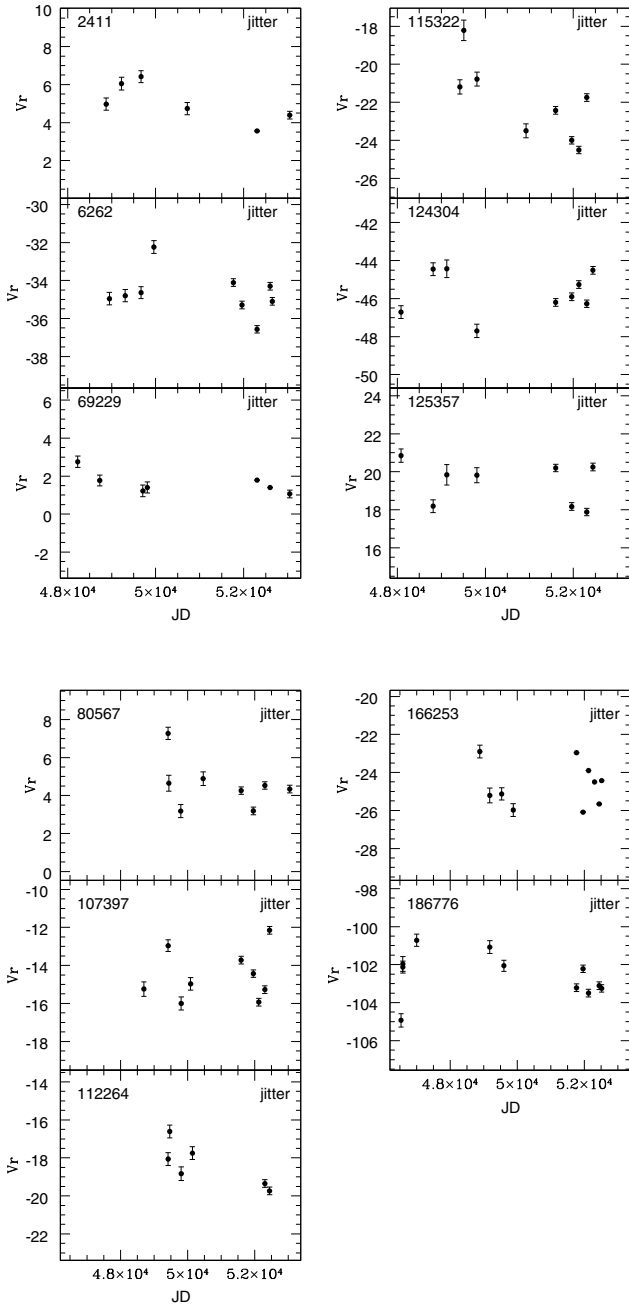 2411 jitter
10
8
6
4
2
Vr
6262 jitter
-30
-32
-34
-36
-38
Vr
69229 jitter
6
4
2
0
-2
Vr
4.8×10⁴ 5×10⁴ 5.2×10⁴
JD
115322 jitter
-18
-20
-22
-24
-26
Vr
124304 jitter
-42
-44
-46
-48
-50
Vr
125357 jitter
24
22
20
18
16
Vr
4.8×10⁴ 5×10⁴ 5.2×10⁴
JD
80567 jitter
8
6
4
2
0
Vr
107397 jitter
-10
-12
-14
-16
-18
Vr
112264 jitter
-14
-16
-18
-20
-22
Vr
4.8×10⁴ 5×10⁴ 5.2×10⁴
JD
166253 jitter
-20
-22
-24
-26
-28
Vr
186776 jitter
-98
-100
-102
-104
-106
Vr
4.8×10⁴ 5×10⁴ 5.2×10⁴
JD